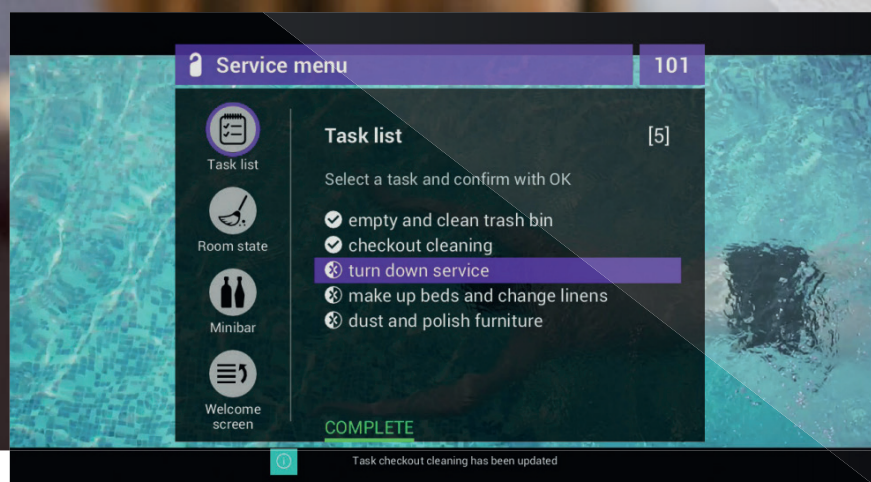 Service menu
101
Task list
Room state
Minibar
Welcome
screen
Task list
[5]
Select a task and confirm with OK
empty and clean trash bin
checkout cleaning
turn down service
make up beds and change linens
dust and polish furniture
COMPLETE
Task checkout cleaning has been updated